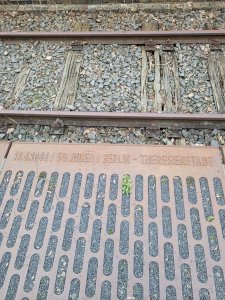 / 50 JUDEN / BERLIN - THERESIENSTADT